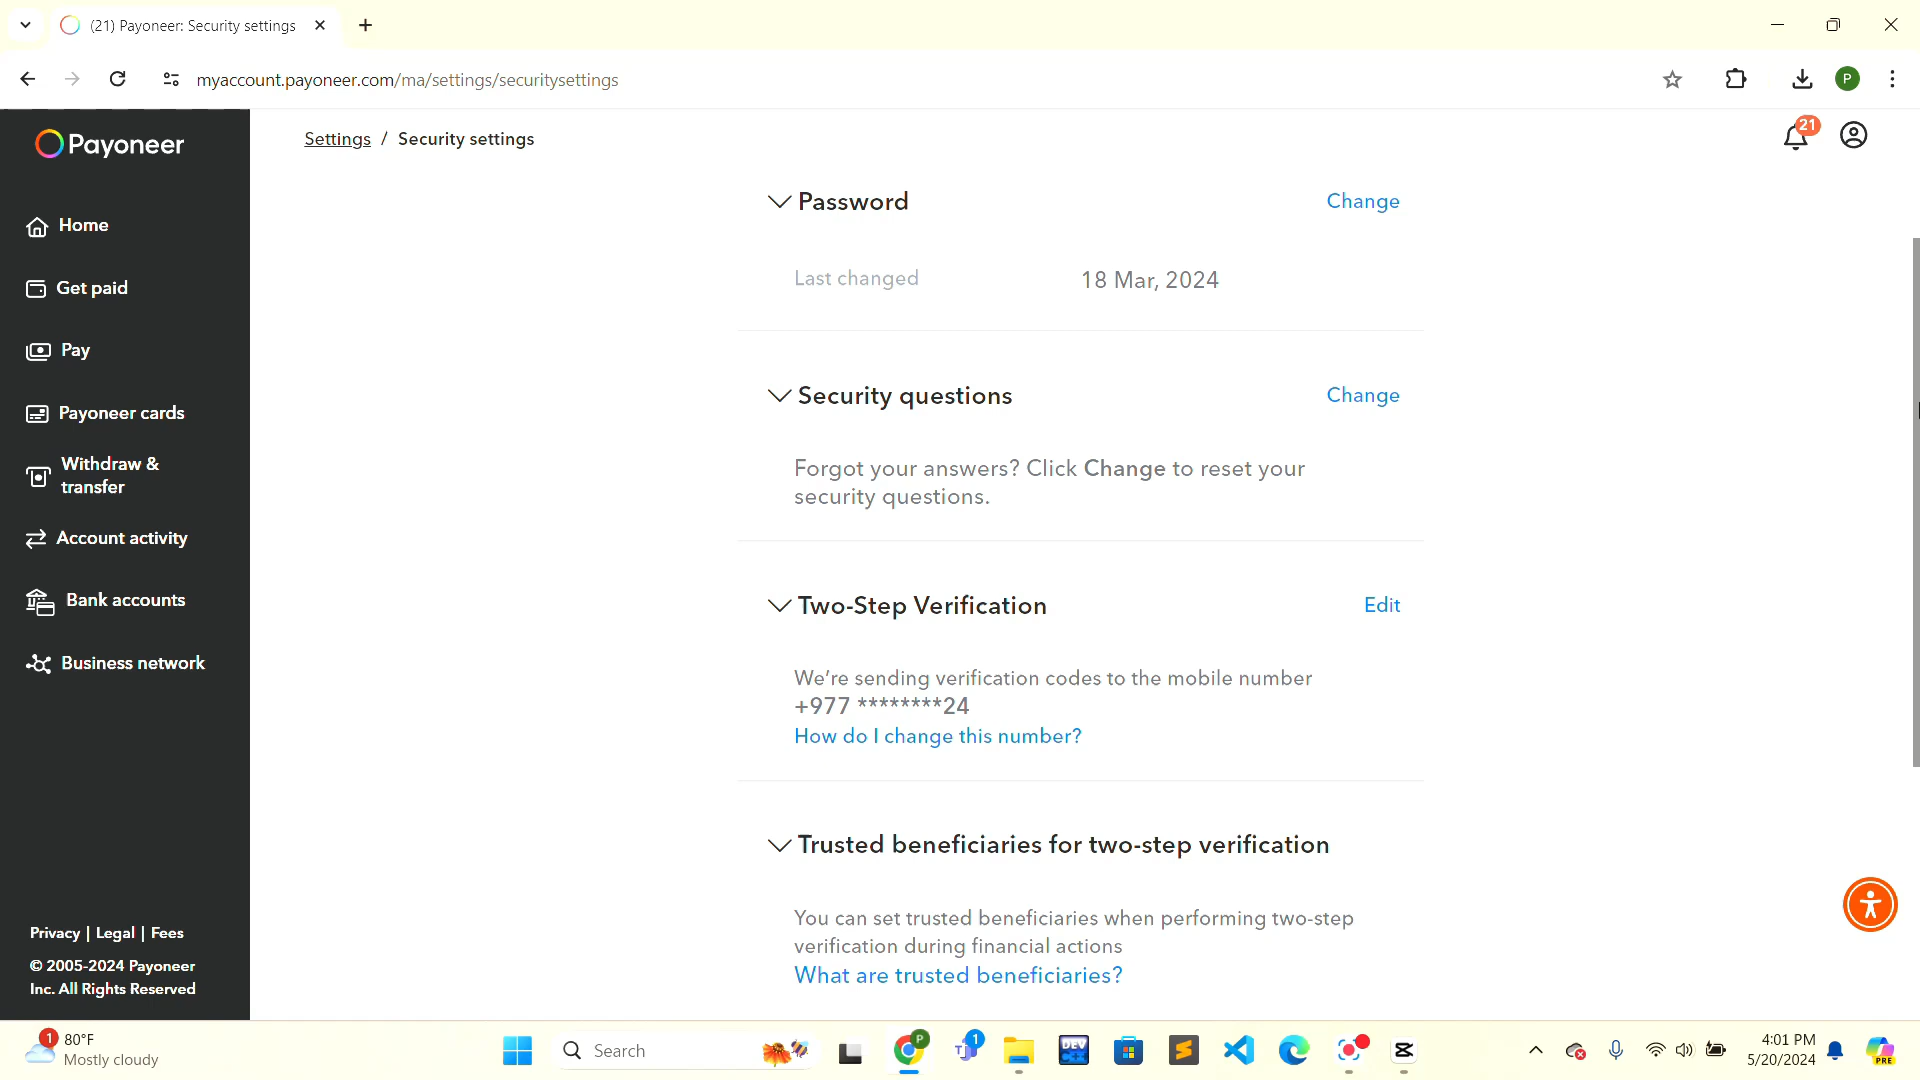 (21) Payoneer: Security settings
myaccount.payoneer.com/ma/settings/securitysettings
P
Payoneer
Settings / Security settings
21
Home
Get paid
Pay
Payoneer cards
Withdraw &
transfer
Account activity
Bank accounts
Business network
Privacy | Legal | Fees
© 2005-2024 Payoneer
Inc. All Rights Reserved
Password
Change
Last changed
18 Mar, 2024
Security questions
Change
Forgot your answers? Click Change to reset your
security questions.
Two-Step Verification
Edit
We're sending verification codes to the mobile number
+977 ********24
How do I change this number?
Trusted beneficiaries for two-step verification
You can set trusted beneficiaries when performing two-step
verification during financial actions
What are trusted beneficiaries?
1
80°F
Mostly cloudy
Search
P
1
DEV
C++
4:01 PM
5/20/2024
PRE